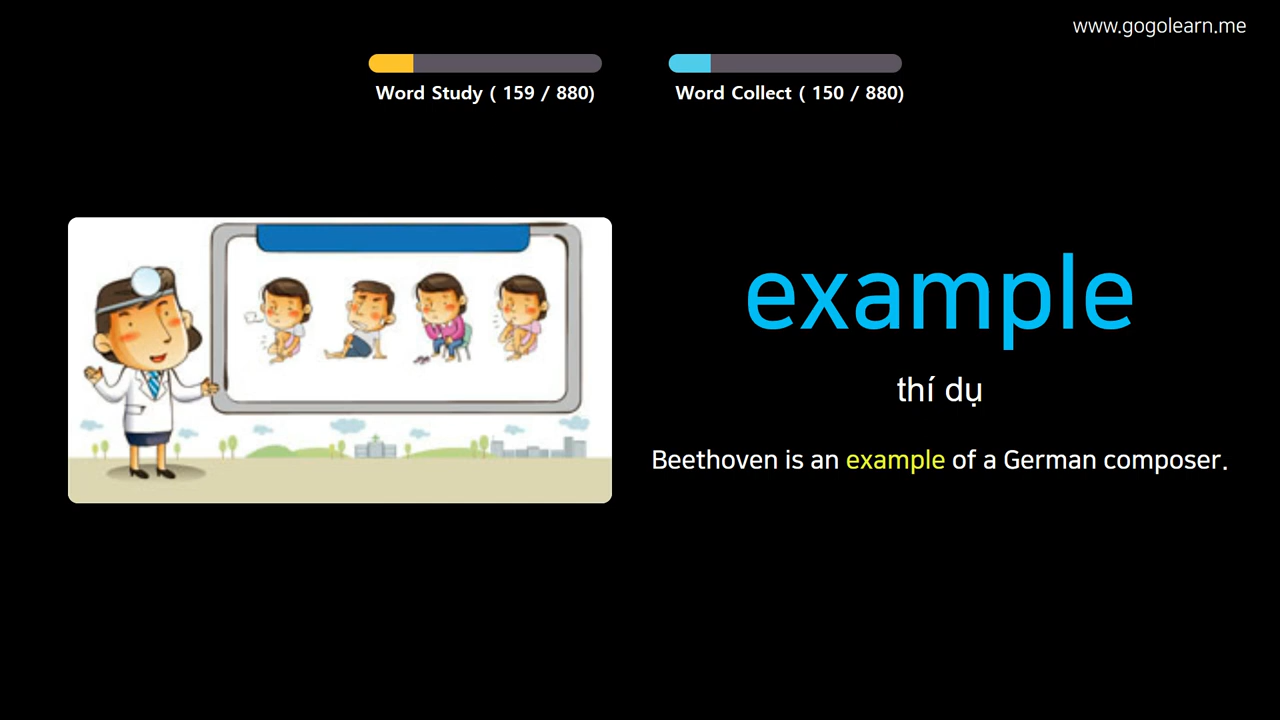 www.gogolearn.me
Word Study ( 159 / 880)
Word Collect ( 150 / 880)
example
thí dụ
Beethoven is an example of a German composer.